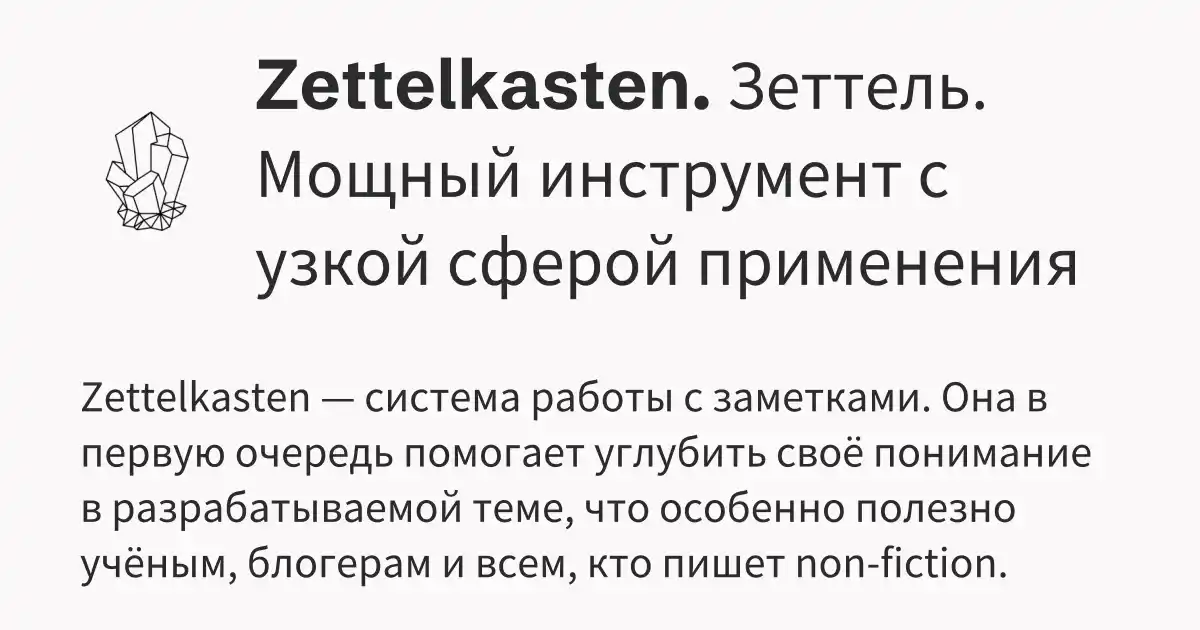 Zettelkasten. Зеттель.
Мощный инструмент с
узкой сферой применения
Zettelkasten — система работы с заметками. Она в
первую очередь помогает углубить своё понимание
в разрабатываемой теме, что особенно полезно
учёным, блогерам и всем, кто пишет non-fiction.